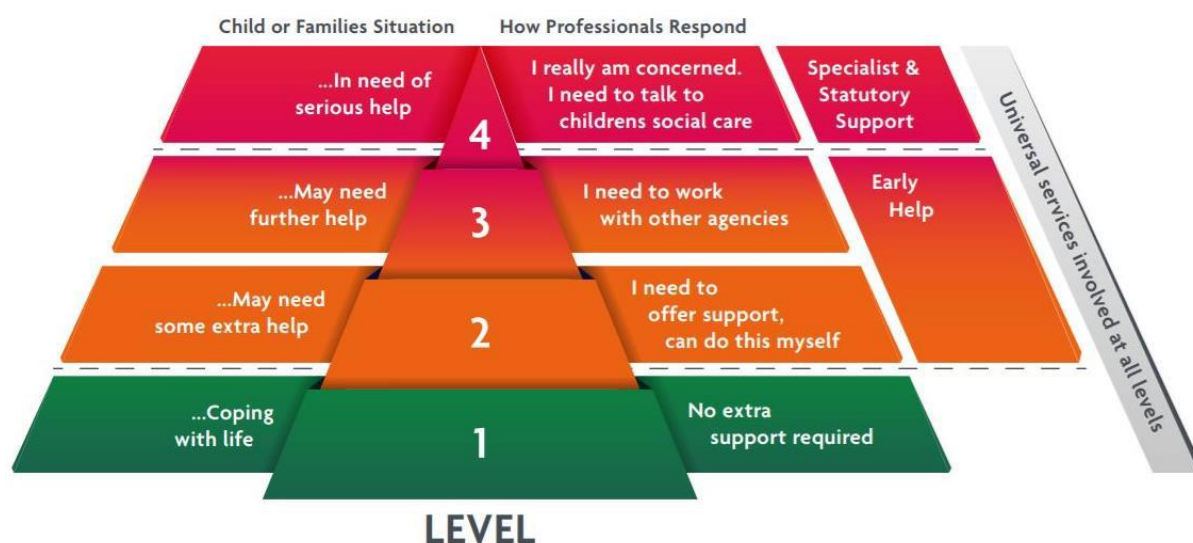 Child or Families Situation
How Professionals Respond
...In need of
serious help
4
I really am concerned.
I need to talk to
childrens social care
Specialist &
Statutory
Support
...May need
further help
3
I need to work
with other agencies
Early
Help
...May need
some extra help
2
I need to
offer support,
can do this myself
...Coping
with life
1
No extra
support required
Universal services involved at all levels
LEVEL